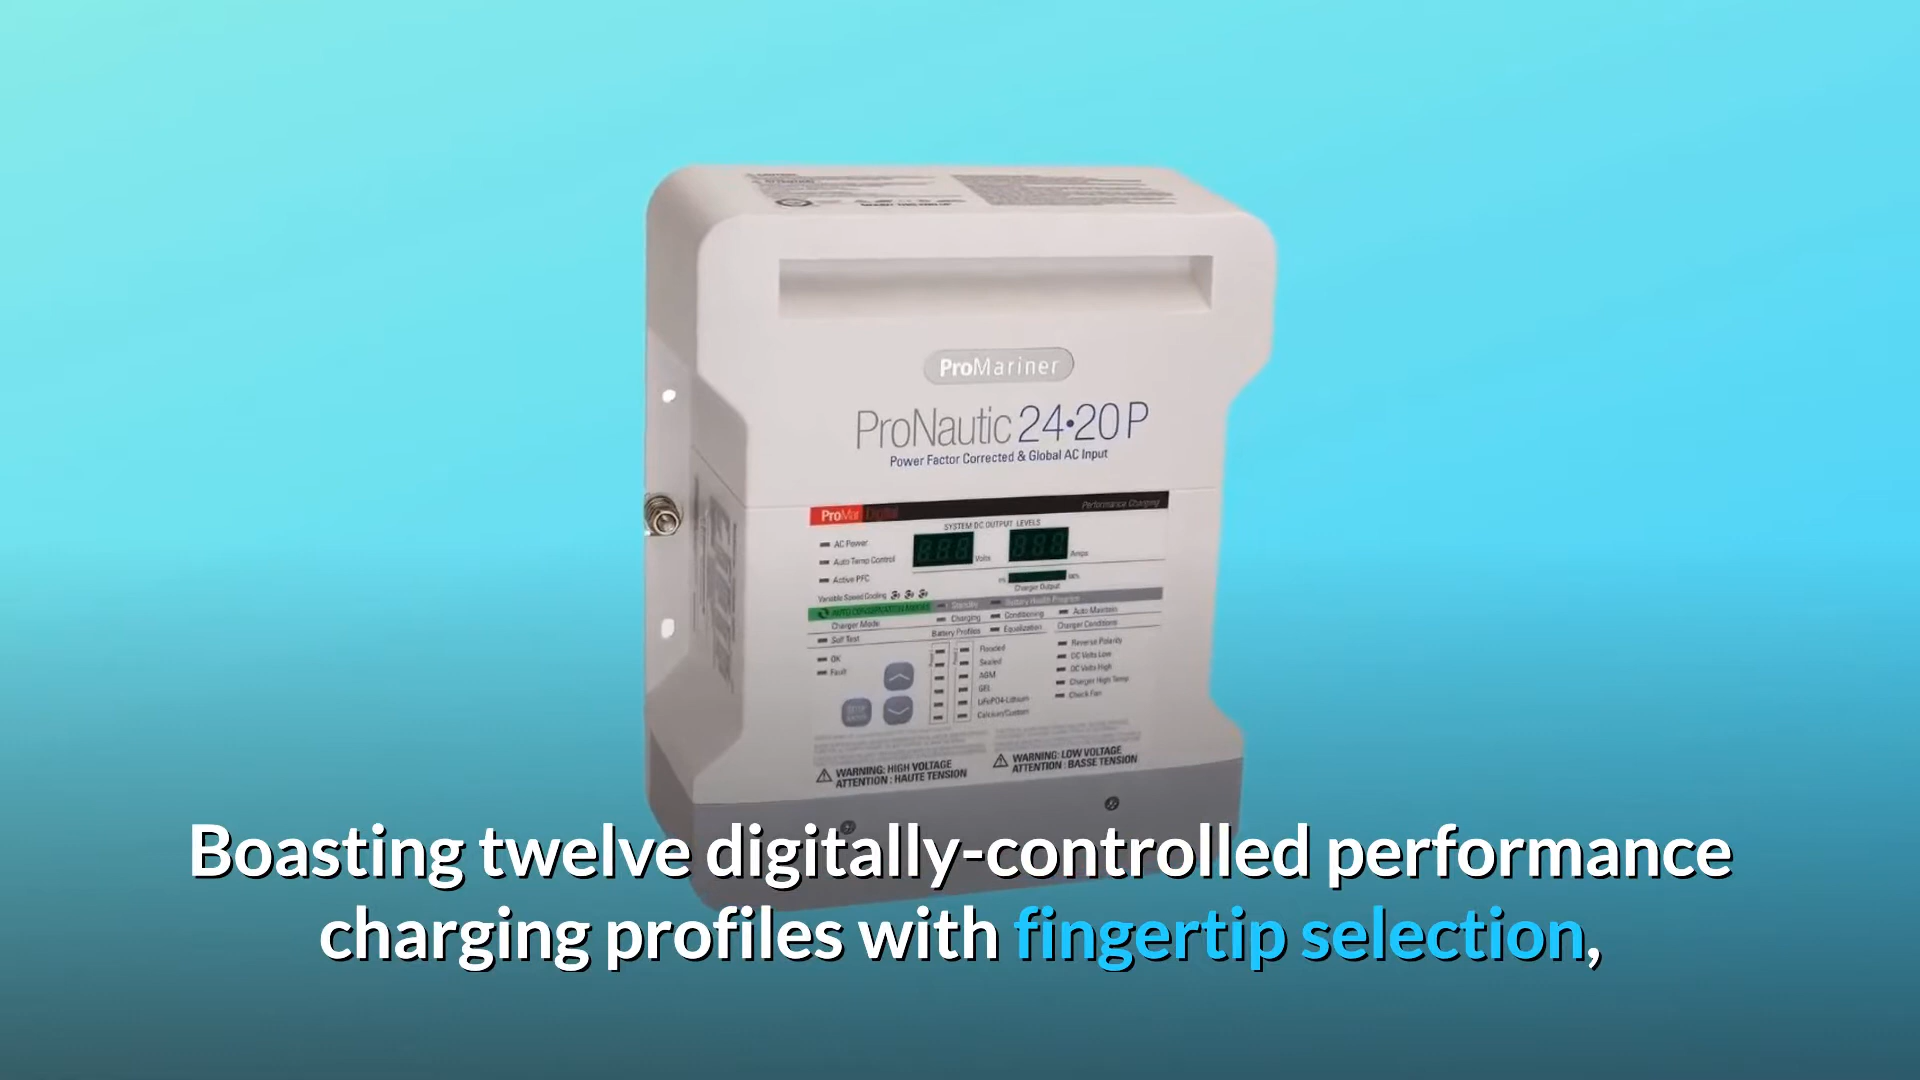 ProMariner
ProNautic 24•20 P
Power Factor Corrected & Global AC Input
ProMar Digital
Performance Charging
SYSTEM DC OUTPUT LEVELS
AC Power
Auto Temp Control
Volts
Amps
Active PFC
Charger Output
Variable Speed Cooling
Standby
Charger Mode
Charging
Conditioning
Auto Maintain
Self Test
Battery Profiles
Equalization
Charger Conditions
OK
Fault
Flooded
Sealed
AGM
GEL
LiFePO4-Lithium
Calcium/Custom
Reverse Polarity
DC Volts Low
DC Volts High
Charger High Temp
Check Fan
WARNING: HIGH VOLTAGE
ATTENTION : HAUTE TENSION
WARNING: LOW VOLTAGE
ATTENTION : BASSE TENSION
Boasting twelve digitally-controlled performance
charging profiles with fingertip selection,